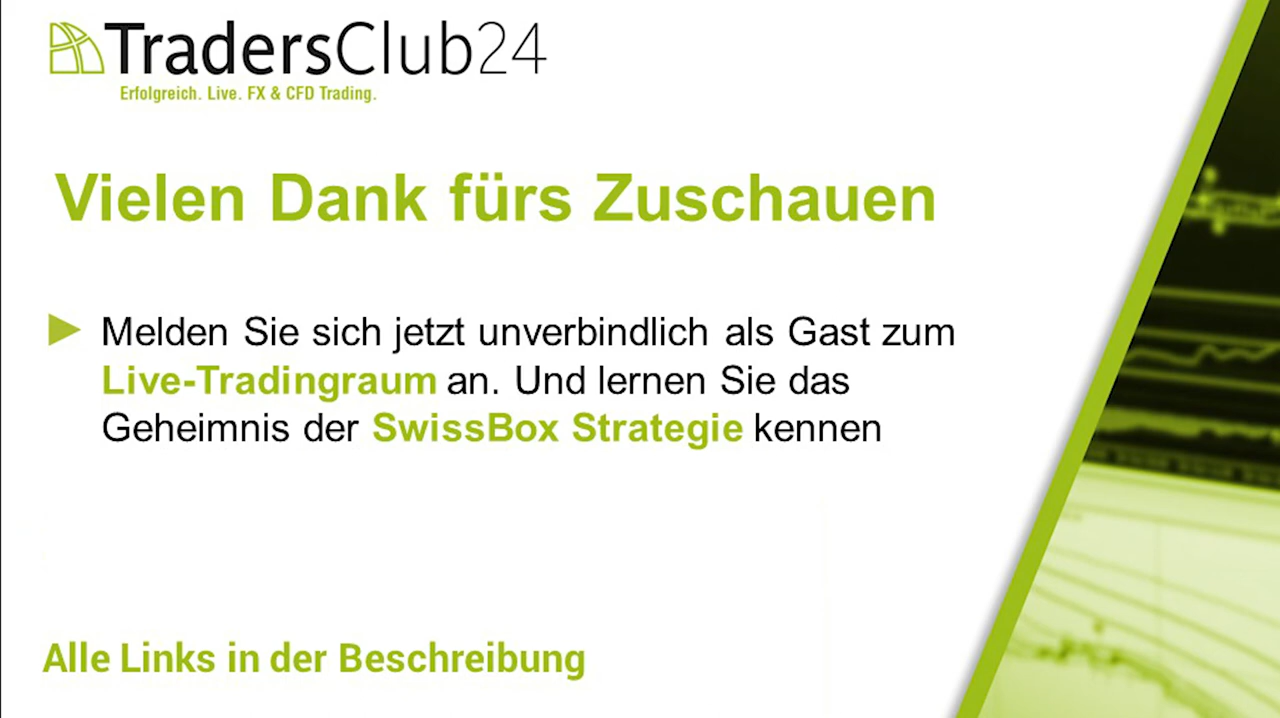 TradersClub24
Erfolgreich. Live. FX & CFD Trading.
Vielen Dank fürs Zuschauen
Melden Sie sich jetzt unverbindlich als Gast zum
Live-Tradingraum an. Und lernen Sie das
Geheimnis der SwissBox Strategie kennen
Alle Links in der Beschreibung